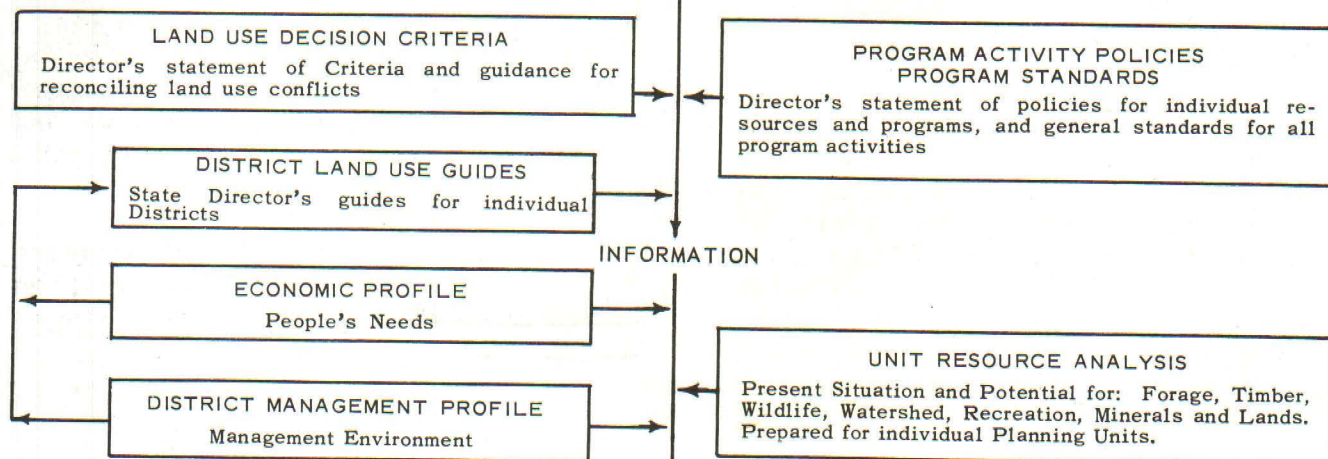 LAND USE DECISION CRITERIA
Director's statement of Criteria and guidance for
reconciling land use conflicts
PROGRAM ACTIVITY POLICIES
PROGRAM STANDARDS
Director's statement of policies for individual re-
sources and programs, and general standards for all
program activities
DISTRICT LAND USE GUIDES
State Director's guides for individual
Districts
INFORMATION
ECONOMIC PROFILE
People's Needs
UNIT RESOURCE ANALYSIS
Present Situation and Potential for: Forage, Timber,
Wildlife, Watershed, Recreation, Minerals and Lands.
Prepared for individual Planning Units.
DISTRICT MANAGEMENT PROFILE
Management Environment